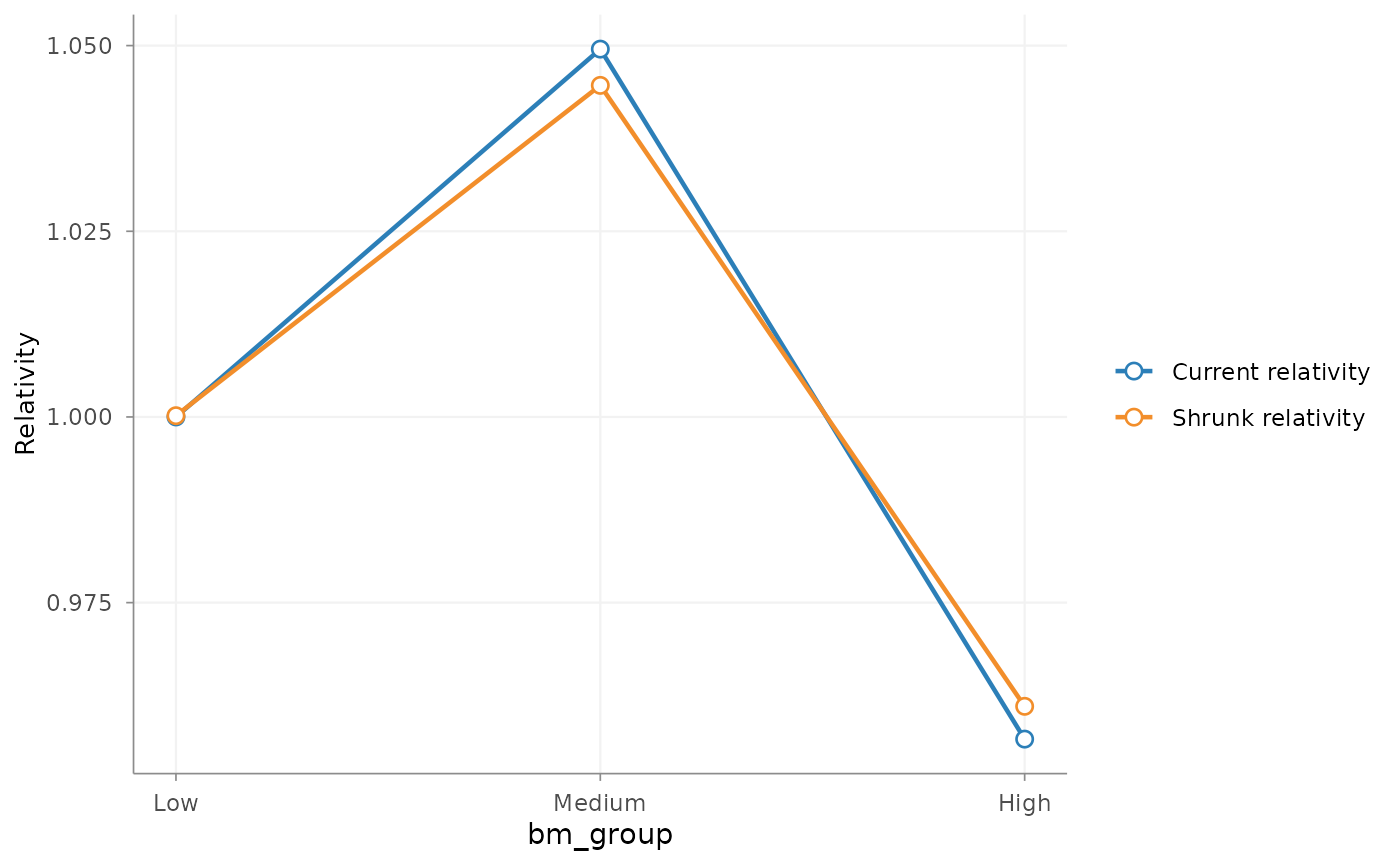 1.050
1.025
1.000
0.975
Relativity
Low
Medium
High
bm_group
Current relativity
Shrunk relativity